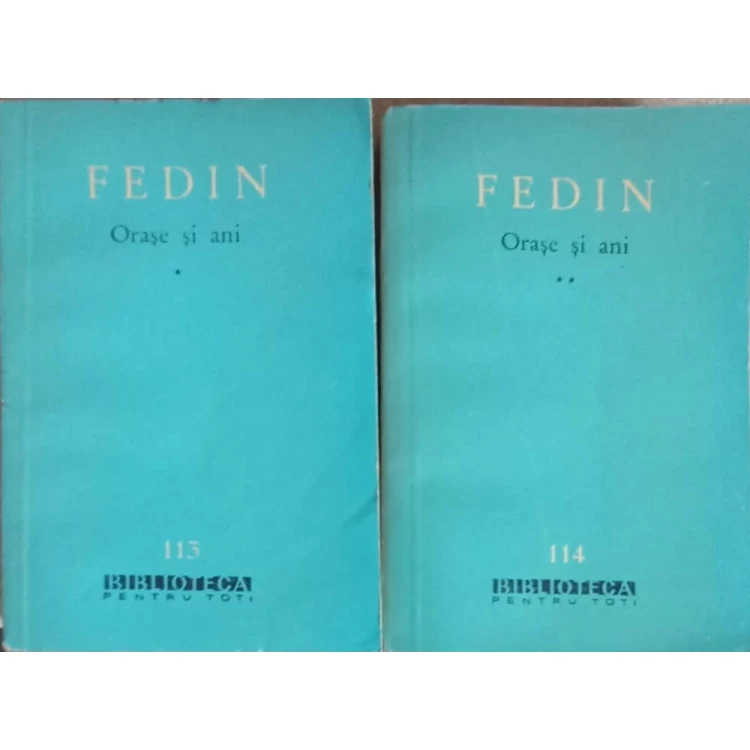 FEDIN
Orașe și ani
*
113
BIBLIOTECA
PENTRU TOȚI
FEDIN
Orașe și ani
**
114
BIBLIOTECA
PENTRU TOȚI